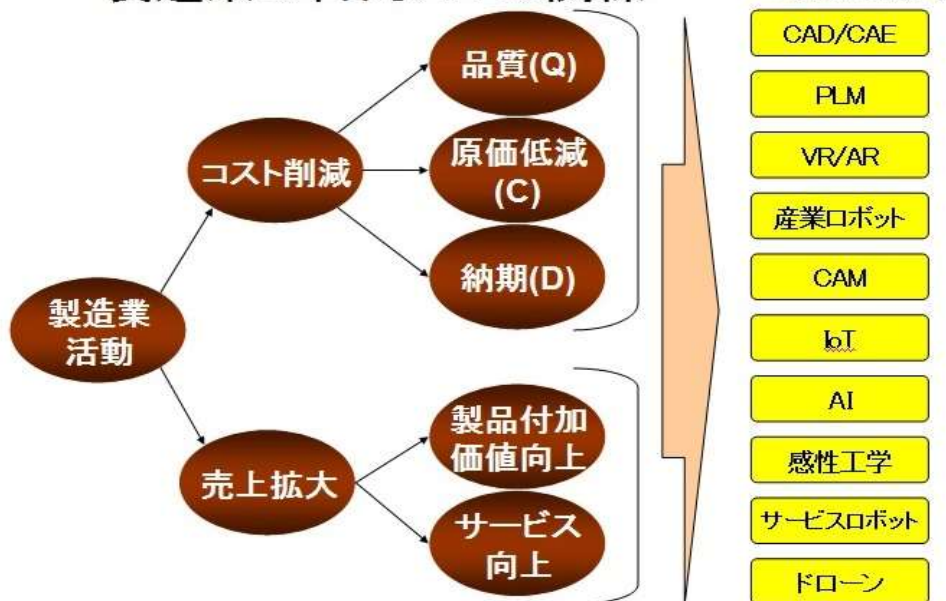 品質(Q)
コスト削減
原価低減
(C)
納期(D)
製造業
活動
売上拡大
製品付加
価値向上
サービス
向上
CAD/CAE
PLM
VR/AR
産業ロボット
CAM
IoT
AI
感性工学
サービスロボット
ドローン